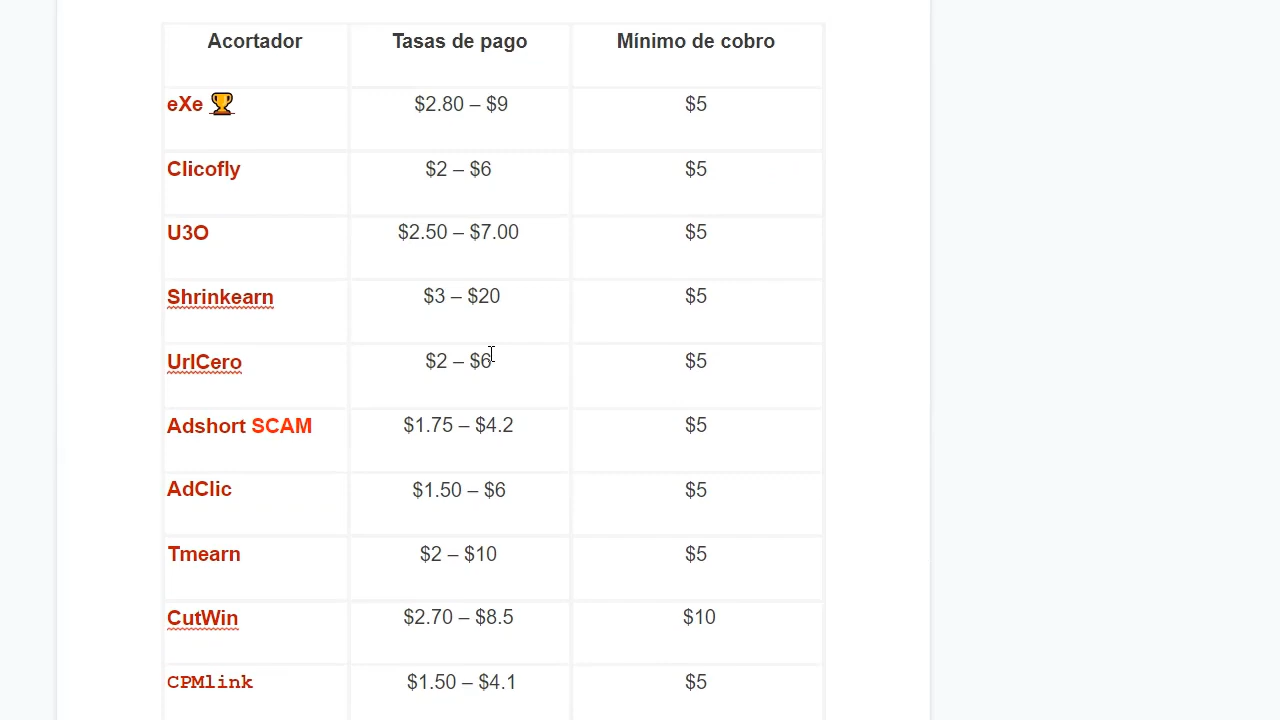 Acortador Tasas de pago Mínimo de cobro
eXe 🏆 $2.80 – $9 $5
Clicofly $2 – $6 $5
U3O $2.50 – $7.00 $5
Shrinkearn $3 – $20 $5
UrlCero $2 – $6 $5
Adshort SCAM $1.75 – $4.2 $5
AdClic $1.50 – $6 $5
Tmearn $2 – $10 $5
CutWin $2.70 – $8.5 $10
CPMlink $1.50 – $4.1 $5